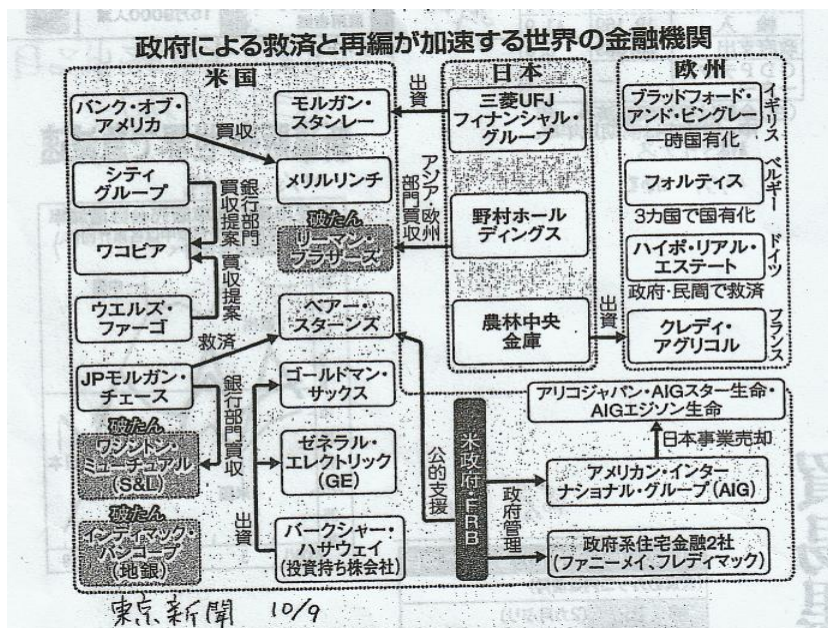 政府による救済と再編が加速する世界の金融機関
米国
バンク・オブ・
アメリカ
買収
モルガン・
スタンレー
シティ
グループ
銀行部門
買収提案
メリルリンチ
ワコビア
買収提案
破たん
リーマン・
ブラザーズ
ウエルズ・
ファーゴ
救済
ベアー・
スターンズ
JPモルガン・
チェース
銀行部門買収
ゴールドマン・
サックス
破たん
ワシントン・
ミューチュアル
(S&L)
ゼネラル・
エレクトリック
(GE)
破たん
インディマック・
バンコープ
(地銀)
出資
バークシャー・
ハサウェイ
(投資持ち株会社)
出資
アジア・欧州
部門買収
日本
三菱UFJ
フィナンシャル・
グループ
野村ホール
ディングス
農林中央
金庫
出資
欧州
ブラッドフォード・
アンド・ビングレー
一時国有化
イギリス
フォルティス
3カ国で国有化
ベルギー
ハイポ・リアル・
エステート
政府・民間で救済
ドイツ
クレディ・
アグリコル
フランス
公的支援
米政府・FRB
政府管理
アリコジャパン・AIGスター生命・
AIGエジソン生命
日本事業売却
アメリカン・インター
ナショナル・グループ(AIG)
政府系住宅金融2社
(ファニーメイ、フレディマック)
東京新聞 10/9